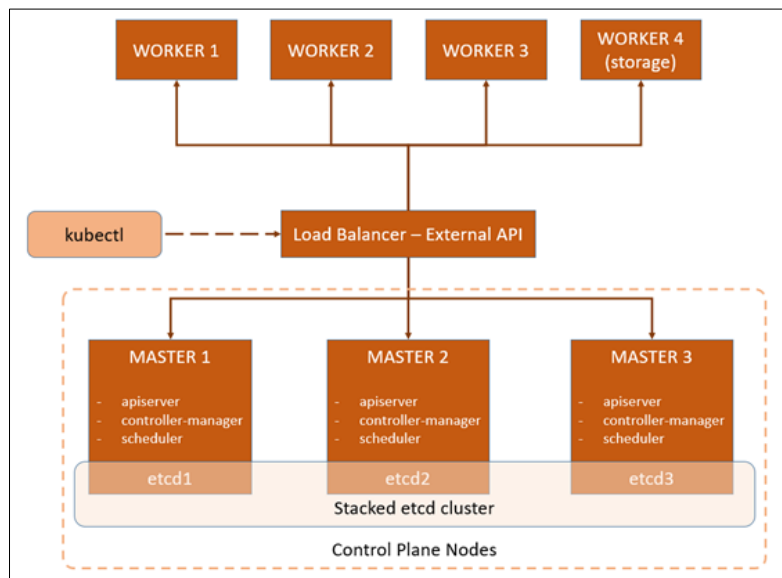 WORKER 1
WORKER 2
WORKER 3
WORKER 4
(storage)
kubectl
Load Balancer – External API
MASTER 1
- apiserver
- controller-manager
- scheduler
etcd1
MASTER 2
- apiserver
- controller-manager
- scheduler
etcd2
MASTER 3
- apiserver
- controller-manager
- scheduler
etcd3
Stacked etcd cluster
Control Plane Nodes